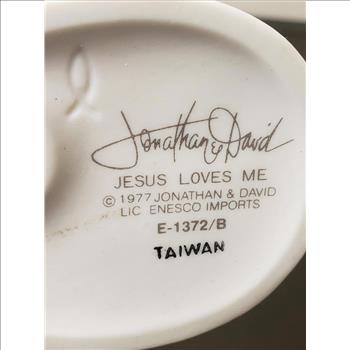 Jonathan & David
JESUS LOVES ME
© 1977 JONATHAN & DAVID
LIC ENESCO IMPORTS
E-1372/B
TAIWAN